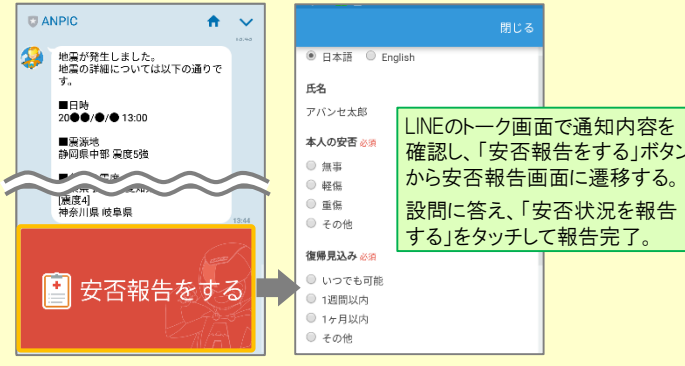 ANPIC
地震が発生しました。
地震の詳細については以下の通りで
す。
■日時
20●●/●/● 13:00
■震源地
静岡県中部 震度5強
[震度4]
神奈川県 岐阜県
13:44
安否報告をする
閉じる
日本語 English
氏名
アバンセ太郎
本人の安否 必須
無事
軽傷
重傷
その他
復帰見込み 必須
いつでも可能
1週間以内
1ヶ月以内
その他
LINEのトーク画面で通知内容を
確認し、「安否報告をする」ボタン
から安否報告画面に遷移する。
設問に答え、「安否状況を報告
する」をタッチして報告完了。